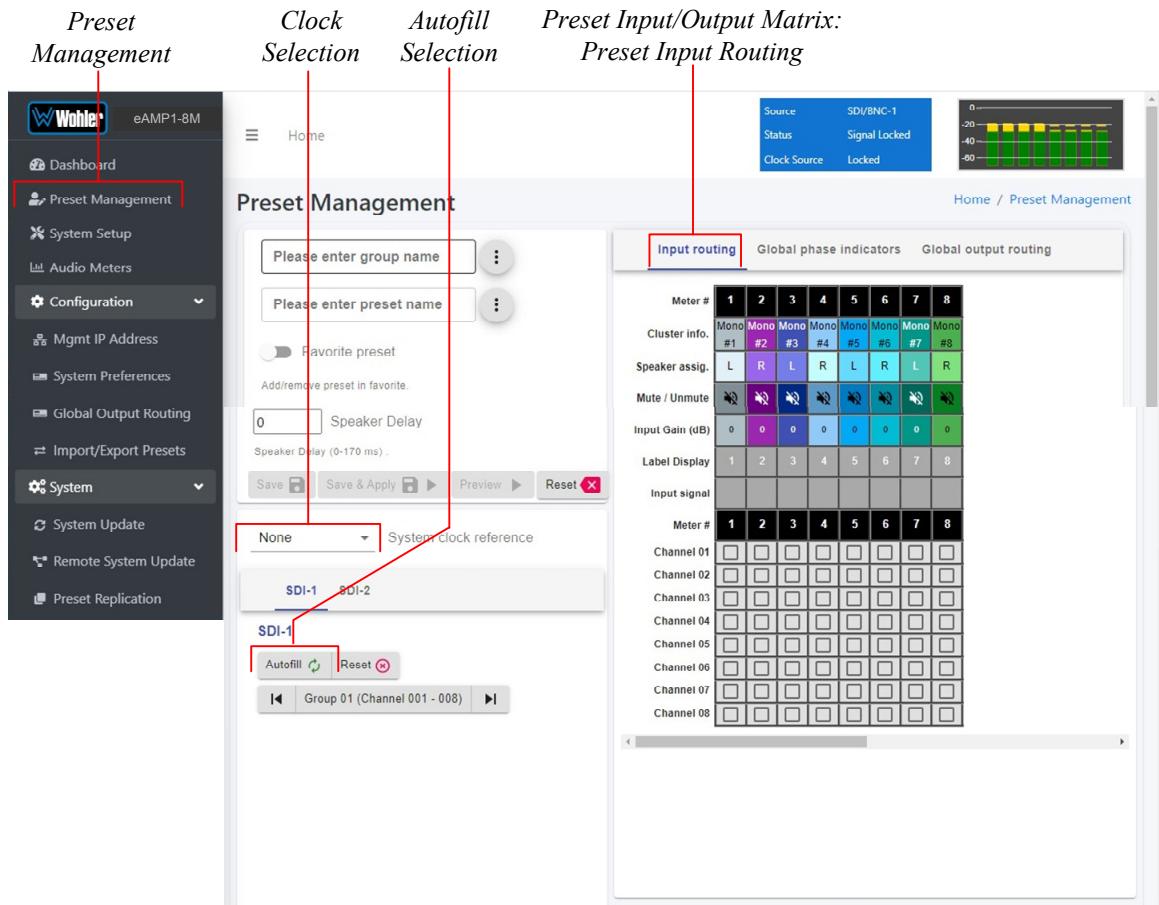 Preset
Management
Clock
Selection
Autofill
Selection
Preset Input/Output Matrix:
Preset Input Routing
Wohler eAMP1-8M
Dashboard
Preset Management
System Setup
Audio Meters
Configuration
Mgmt IP Address
System Preferences
Global Output Routing
Import/Export Presets
System
System Update
Remote System Update
Preset Replication
Home
Source SDI/BNC-1
Status Signal Locked
Clock Source Locked
0
-20
-40
-60
Preset Management
Home / Preset Management
Please enter group name
Please enter preset name
Favorite preset
Add/remove preset in favorite.
0 Speaker Delay
Speaker Delay (0-170 ms) .
Save Save & Apply Preview Reset
None System clock reference
SDI-1 SDI-2
SDI-1
Autofill Reset
Group 01 (Channel 001 - 008)
Input routing Global phase indicators Global output routing
Meter # 1 2 3 4 5 6 7 8
Cluster info. Mono #1 Mono #2 Mono #3 Mono #4 Mono #5 Mono #6 Mono #7 Mono #8
Speaker assig. L R L R L R L R
Mute / Unmute
Input Gain (dB) 0 0 0 0 0 0 0 0
Label Display 1 2 3 4 5 6 7 8
Input signal
Meter # 1 2 3 4 5 6 7 8
Channel 01
Channel 02
Channel 03
Channel 04
Channel 05
Channel 06
Channel 07
Channel 08